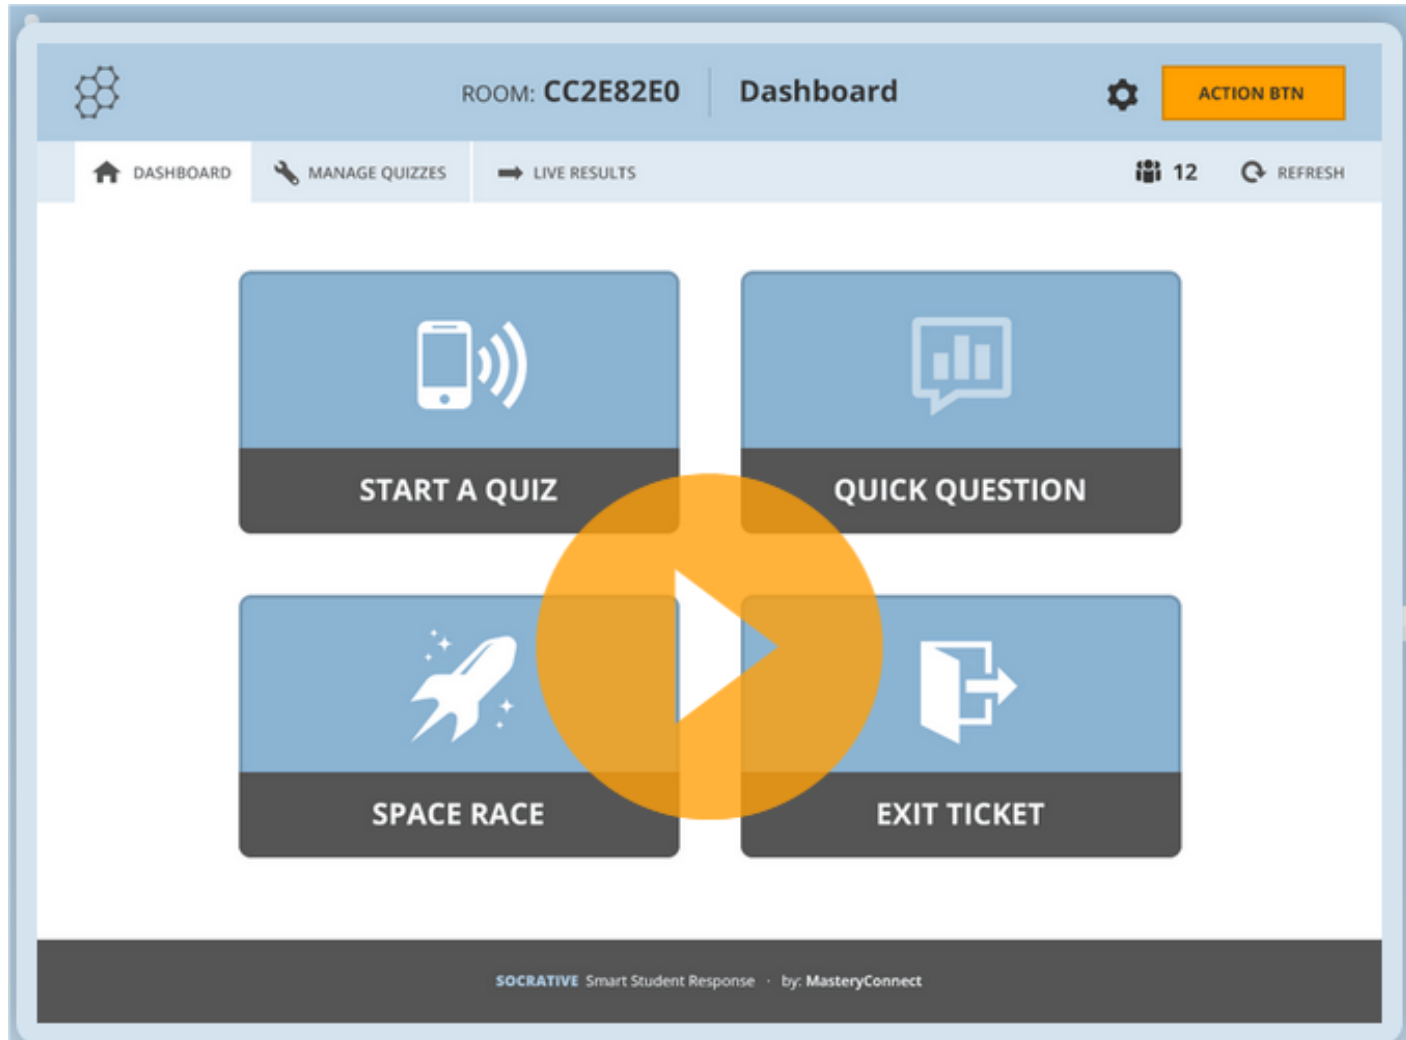 ROOM: CC2E82E0
Dashboard
ACTION BTN
DASHBOARD
MANAGE QUIZZES
LIVE RESULTS
12
REFRESH
START A QUIZ
QUICK QUESTION
SPACE RACE
EXIT TICKET
SOCRATIVE Smart Student Response · by: MasteryConnect